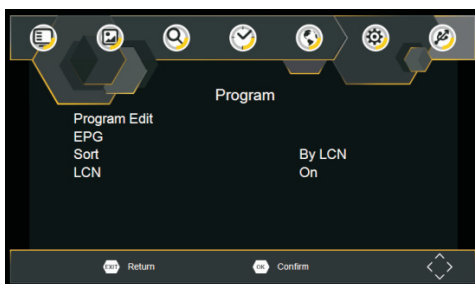 Program
Program Edit
EPG
Sort By LCN
LCN On
EXIT Return OK Confirm